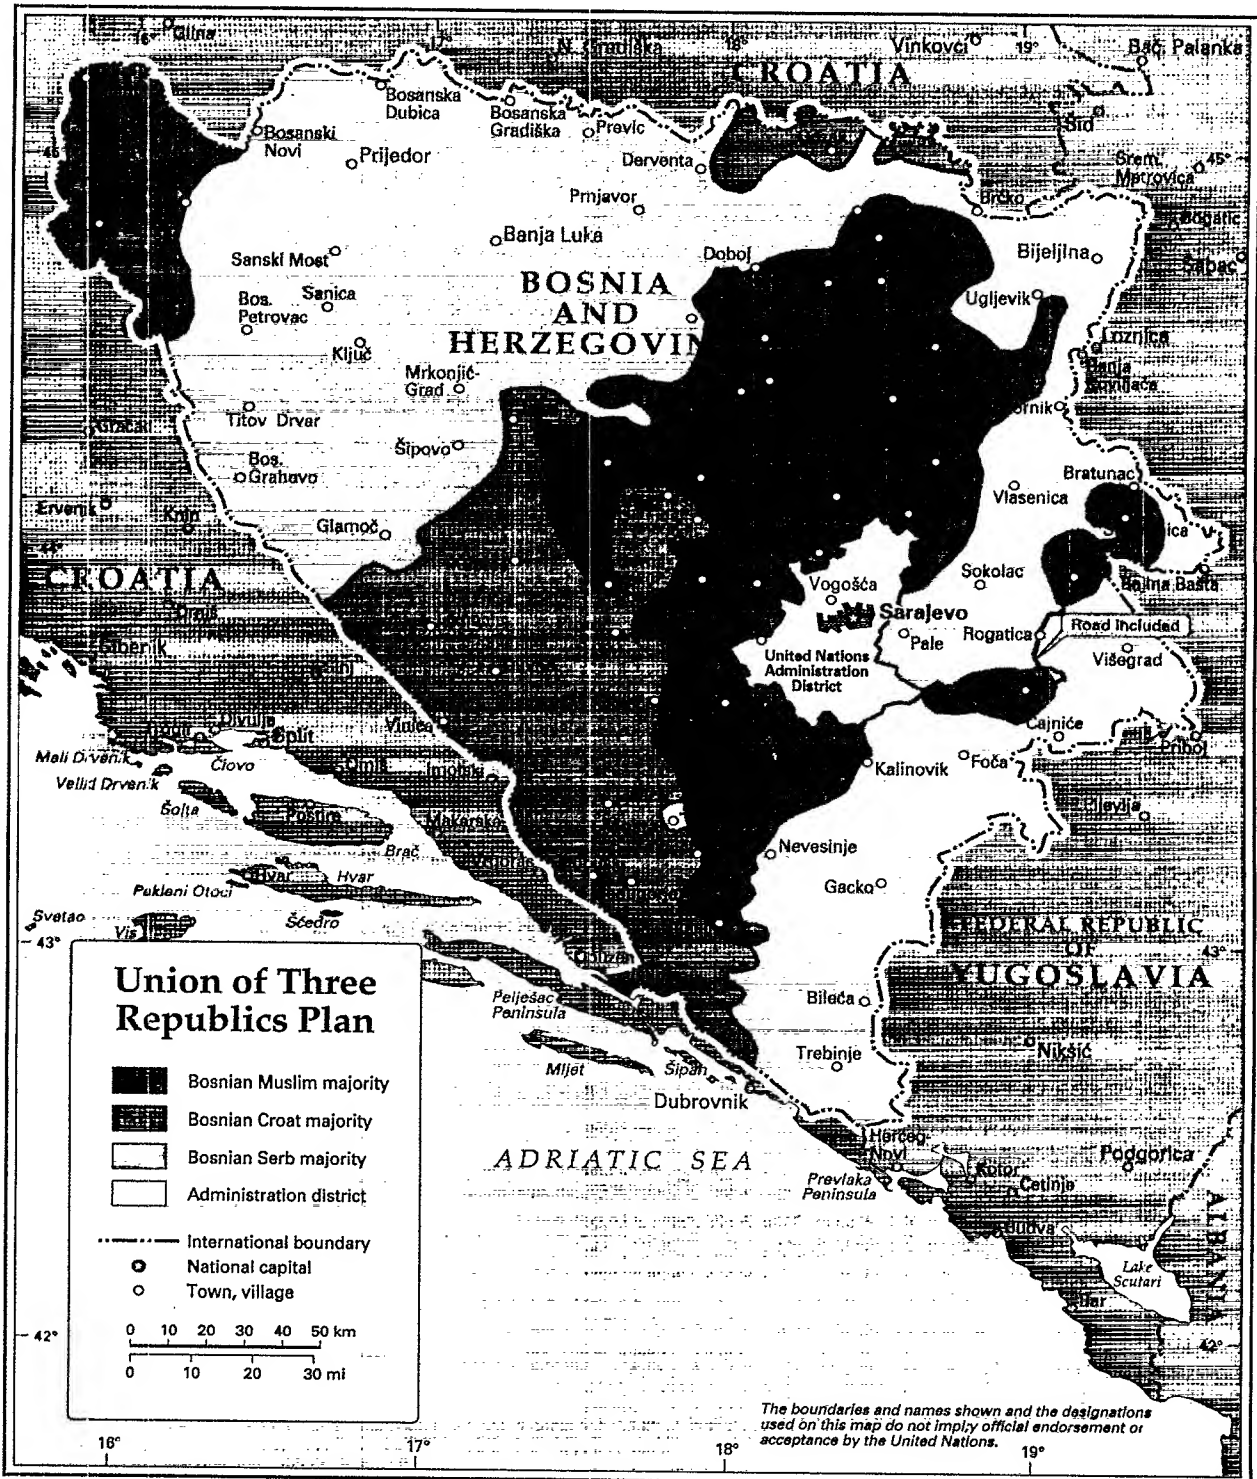 16°
Glina
17°
N. Gradiška
18°
Vinkovci
19°
Bač. Palanka
CROATIA
Bosanska
Dubica
Bosanska
Gradiška
Bosanski
Novi
Prijedor
Derventa
Šid
Srem.
45°
Brčko
Prnjavor
Banja Luka
Doboj
Bijeljina
Bogatić
Šabac
Sanski Most
Sanica
Bos.
Petrovac
Ključ
BOSNIA
AND
Ugljevik
Loznica
Mrkonjić-
Grad
Titov Drvar
Šipovo
Bos.
Grahovo
Glamoč
Ervenik
Knin
44°
CROATIA
Bratunac
Vlasenica
Sokolac
Vogošća
Sarajevo
Pale
Rogatica
Road included
Višegrad
United Nations
Administration
District
Čajniče
Priboj
Kalinovik
Foča
Pljevlja
Nevesinje
Gacko
Vinica
Divulje
Split
Mali Drvenik
Veliki Drvenik
Čiovo
Omiš
Imotski
Šolta
Postira
Makarska
Brač
Hvar
Hvar
Pakleni Otoci
Šćedro
Svetac
Vis
43°
FEDERAL REPUBLIC
OF
YUGOSLAVIA
43°
Pelješac
Peninsula
Mljet
Šipan
Dubrovnik
Bileća
Trebinje
Nikšić
ADRIATIC SEA
Herceg-
Novi
Prevlaka
Peninsula
Kotor
Cetinje
Podgorica
Budva
Bar
Lake
Scutari
ALBANIA
Union of Three
Republics Plan
Bosnian Muslim majority
Bosnian Croat majority
Bosnian Serb majority
Administration district
International boundary
National capital
Town, village
0 10 20 30 40 50 km
0 10 20 30 mi
42°
42°
The boundaries and names shown and the designations
used on this map do not imply official endorsement or
acceptance by the United Nations.
16°
17°
18°
19°